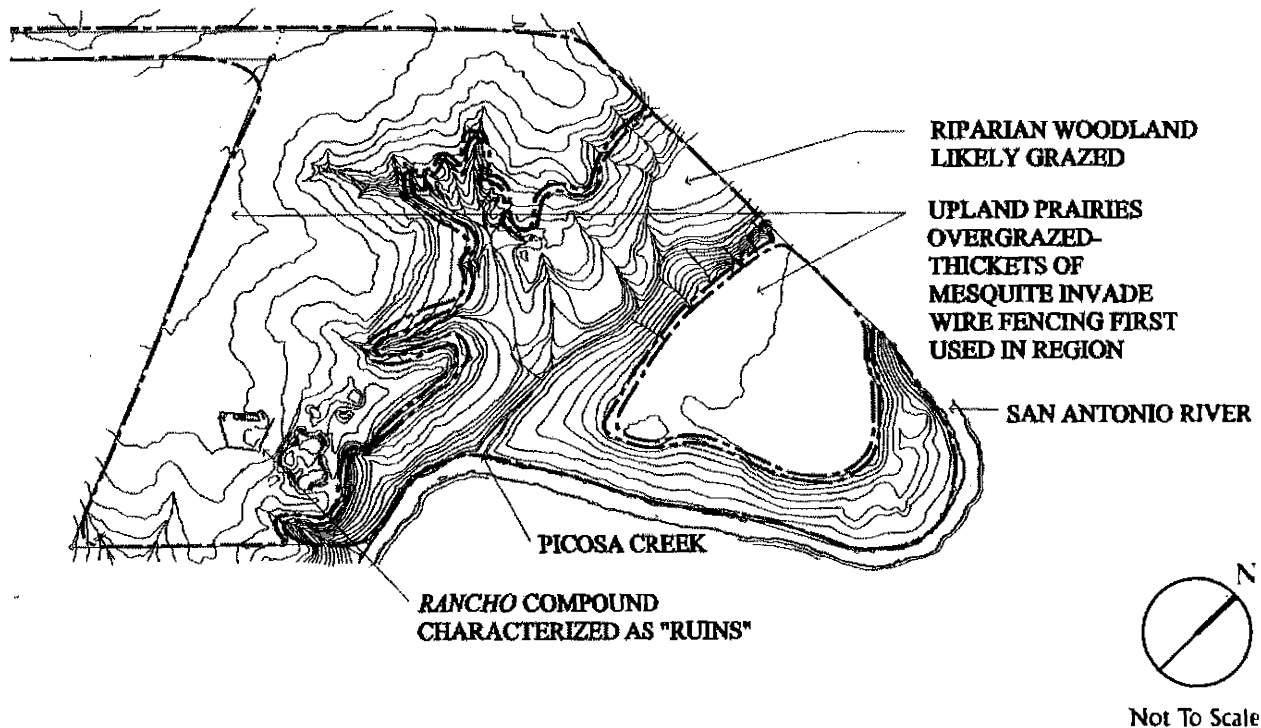 RIPARIAN WOODLAND
LIKELY GRAZED
UPLAND PRAIRIES
OVERGRAZED-
THICKETS OF
MESQUITE INVADE
WIRE FENCING FIRST
USED IN REGION
SAN ANTONIO RIVER
PICOSA CREEK
RANCHO COMPOUND
CHARACTERIZED AS "RUINS"
N
Not To Scale